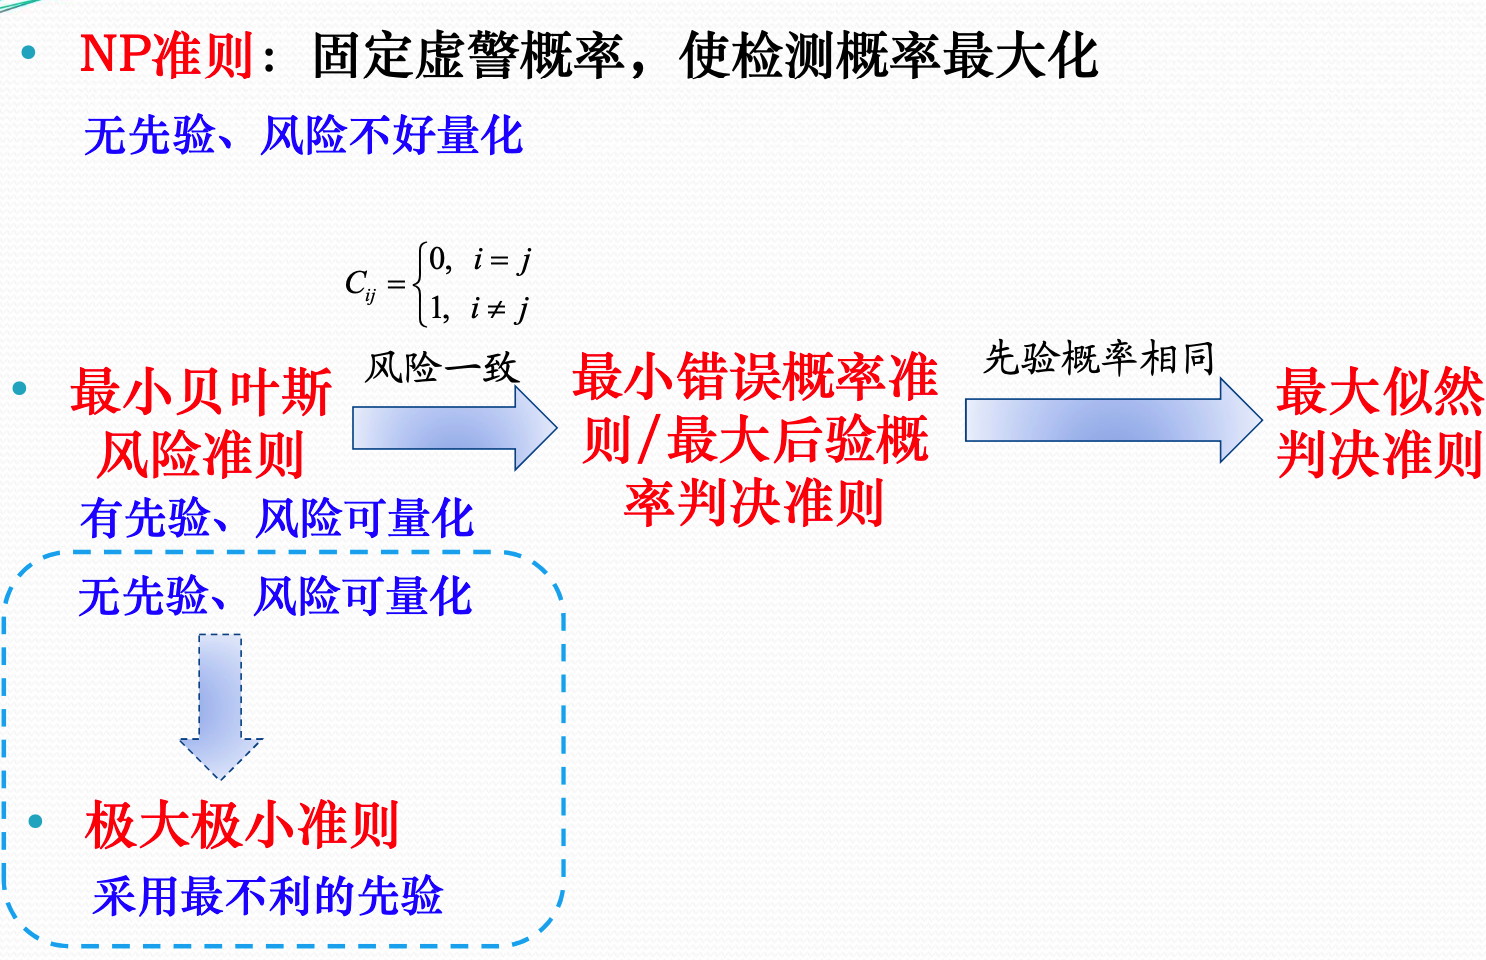 • NP准则：固定虚警概率，使检测概率最大化
无先验、风险不好量化
C_{ij} = { 0, i = j
1, i ≠ j
风险一致
• 最小贝叶斯
风险准则
有先验、风险可量化
最小错误概率准
则/最大后验概
率判决准则
先验概率相同
最大似然
判决准则
无先验、风险可量化
• 极大极小准则
采用最不利的先验